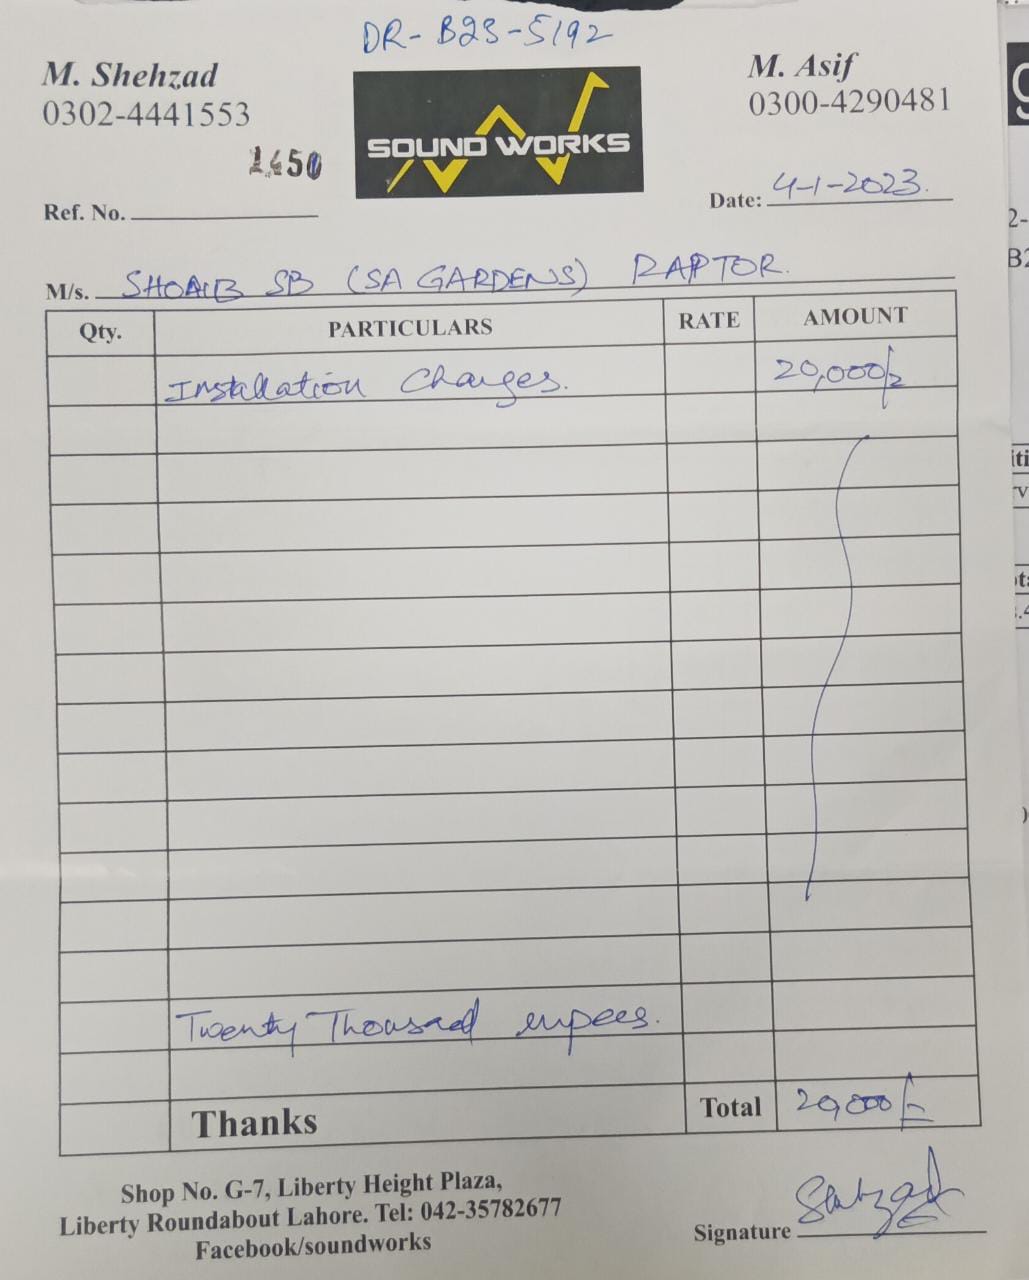 DR- B23-5192
M. Shehzad
0302-4441553
SOUND WORKS
M. Asif
0300-4290481
1450
Ref. No.
Date: 4-1-2023.
M/s. SHOAIB SB (SA GARDENS) RAPTOR.
Qty. PARTICULARS RATE AMOUNT
Installation Charges. 20,000/-
Twenty Thousand rupees.
Thanks Total 20,000/-
Shop No. G-7, Liberty Height Plaza,
Liberty Roundabout Lahore. Tel: 042-35782677
Facebook/soundworks
Signature Shahzad